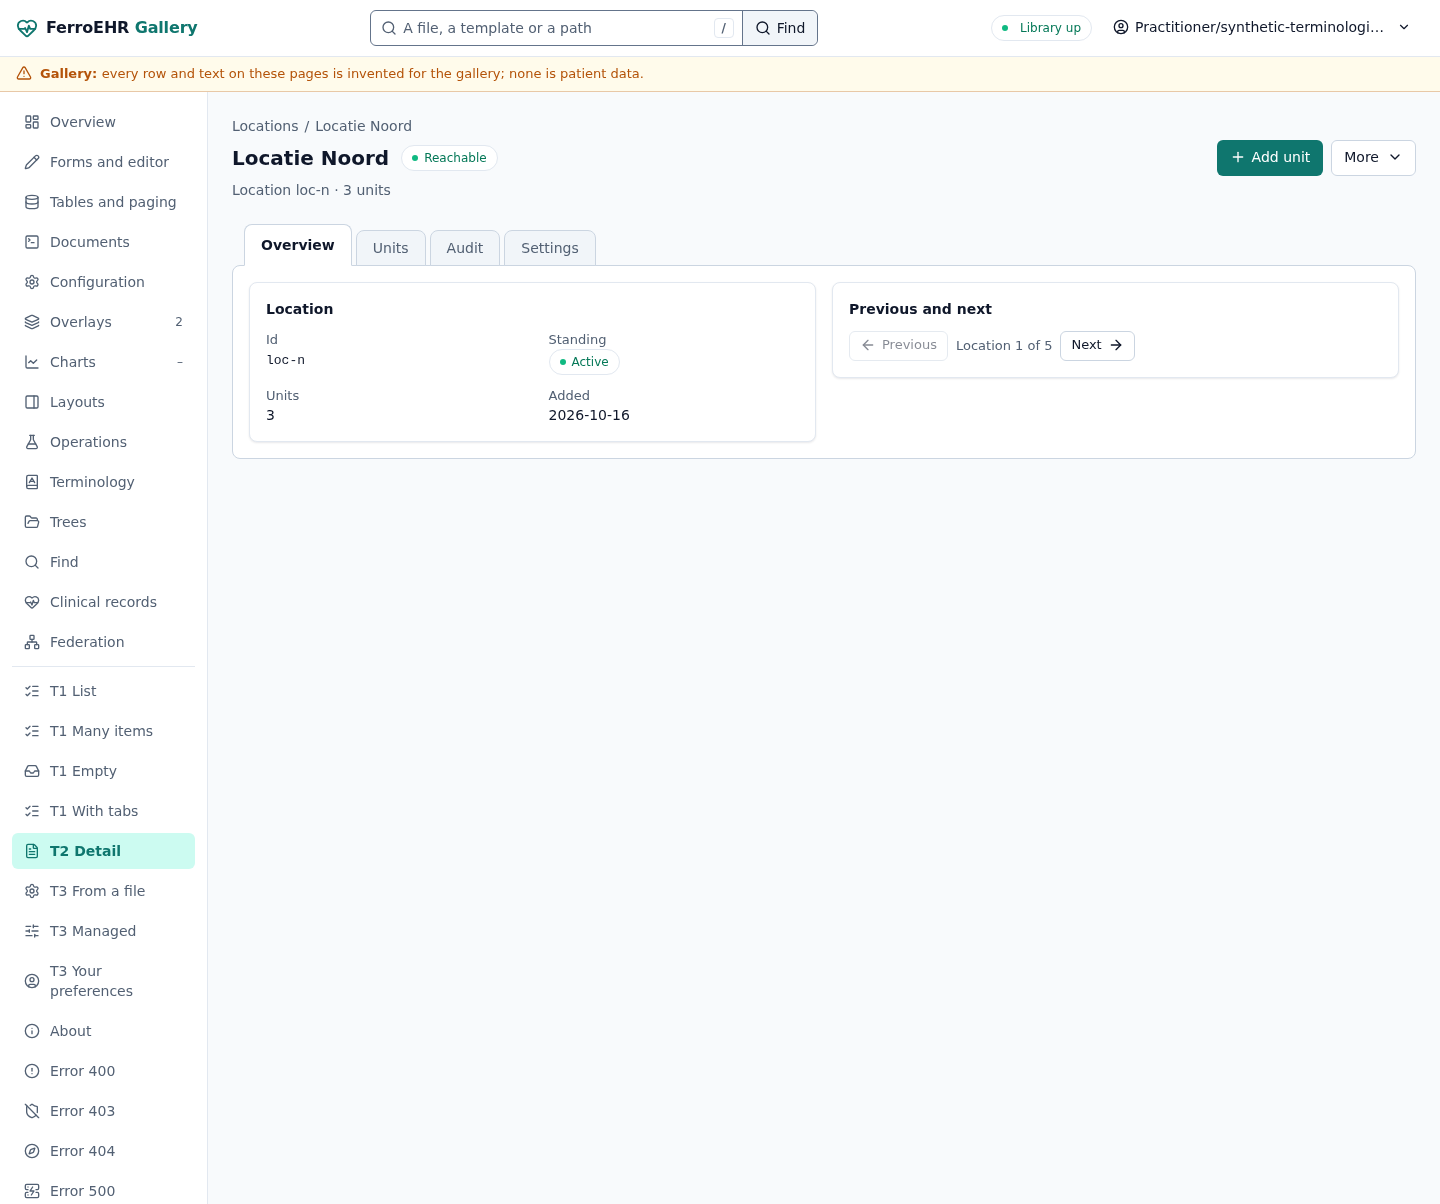 FerroEHR Gallery
A file, a template or a path
/
Find
Library up
Practitioner/synthetic-terminologi…
Gallery: every row and text on these pages is invented for the gallery; none is patient data.
Overview
Forms and editor
Tables and paging
Documents
Configuration
Overlays 2
Charts –
Layouts
Operations
Terminology
Trees
Find
Clinical records
Federation
T1 List
T1 Many items
T1 Empty
T1 With tabs
T2 Detail
T3 From a file
T3 Managed
T3 Your
preferences
About
Error 400
Error 403
Error 404
Error 500
Locations / Locatie Noord
Locatie Noord
Reachable
Add unit
More
Location loc-n · 3 units
Overview
Units
Audit
Settings
Location
Id
loc-n
Standing
Active
Units
3
Added
2026-10-16
Previous and next
Previous
Location 1 of 5
Next